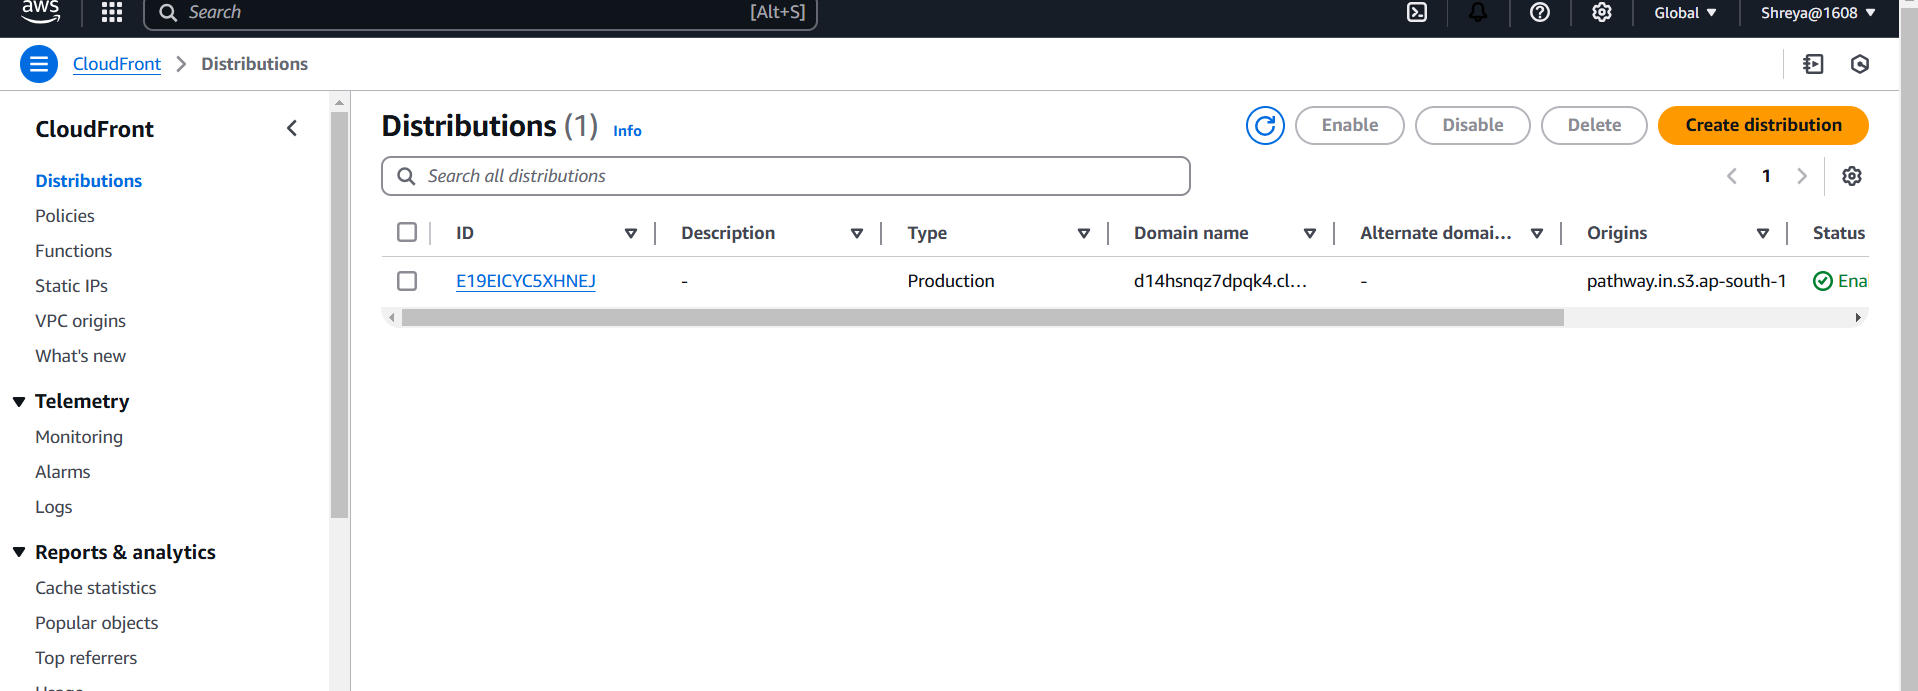 aws Search [Alt+S] Global Shreya@1608
CloudFront Distributions
CloudFront
Distributions
Policies
Functions
Static IPs
VPC origins
What's new
Telemetry
Monitoring
Alarms
Logs
Reports & analytics
Cache statistics
Popular objects
Top referrers
Distributions (1) Info Enable Disable Delete Create distribution
Search all distributions 1
ID Description Type Domain name Alternate domai... Origins Status
E19EICYC5XHNEJ - Production d14hsnqz7dpqk4.cl... - pathway.in.s3.ap-south-1 Ena